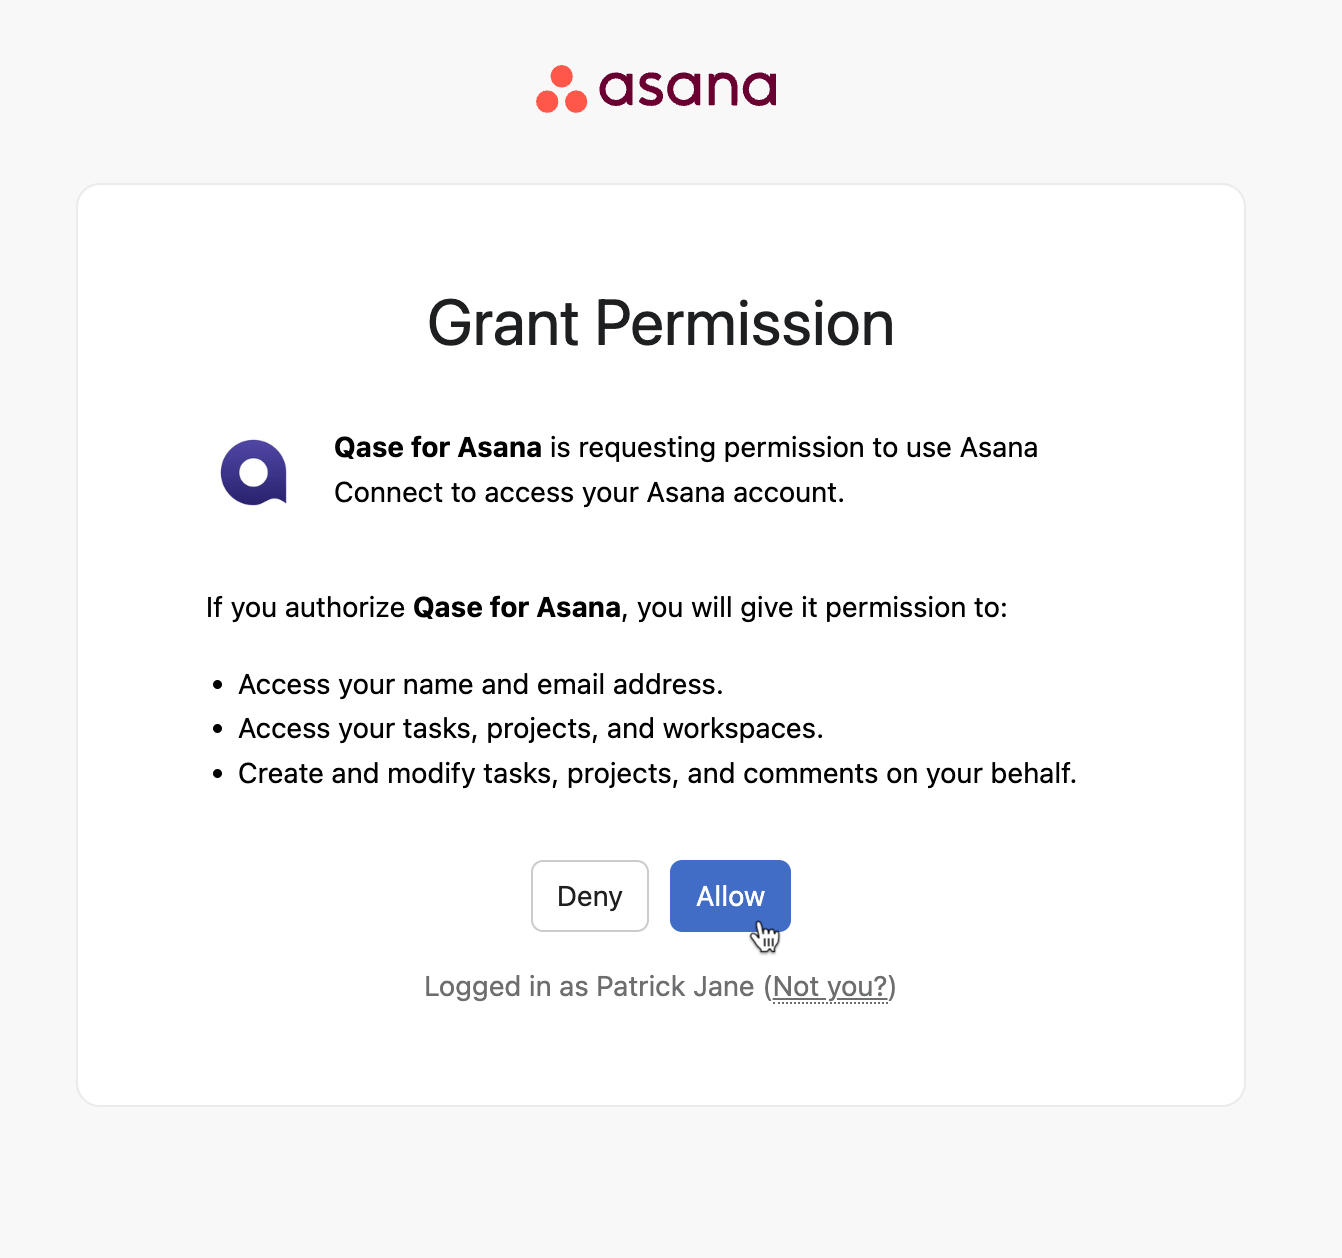 asana
Grant Permission
Qase for Asana is requesting permission to use Asana
Connect to access your Asana account.
If you authorize Qase for Asana, you will give it permission to:
• Access your name and email address.
• Access your tasks, projects, and workspaces.
• Create and modify tasks, projects, and comments on your behalf.
Deny Allow
Logged in as Patrick Jane (Not you?)